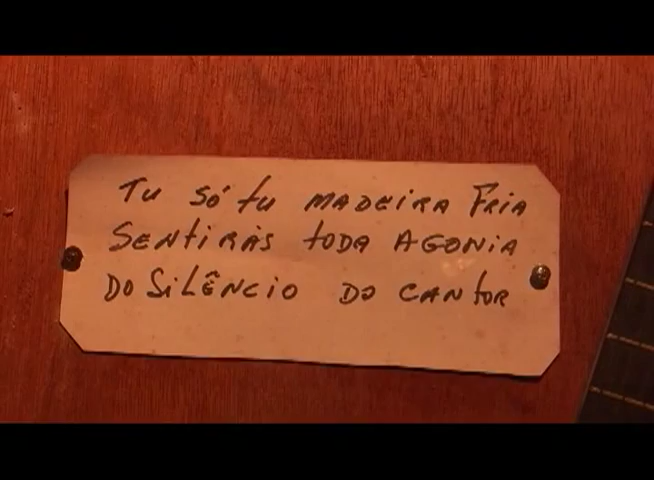 Tu só tu MADEIRA FRIA
SENTIRÁS toDA AGONIA
DO SiLÊNCIO DO CANtOR